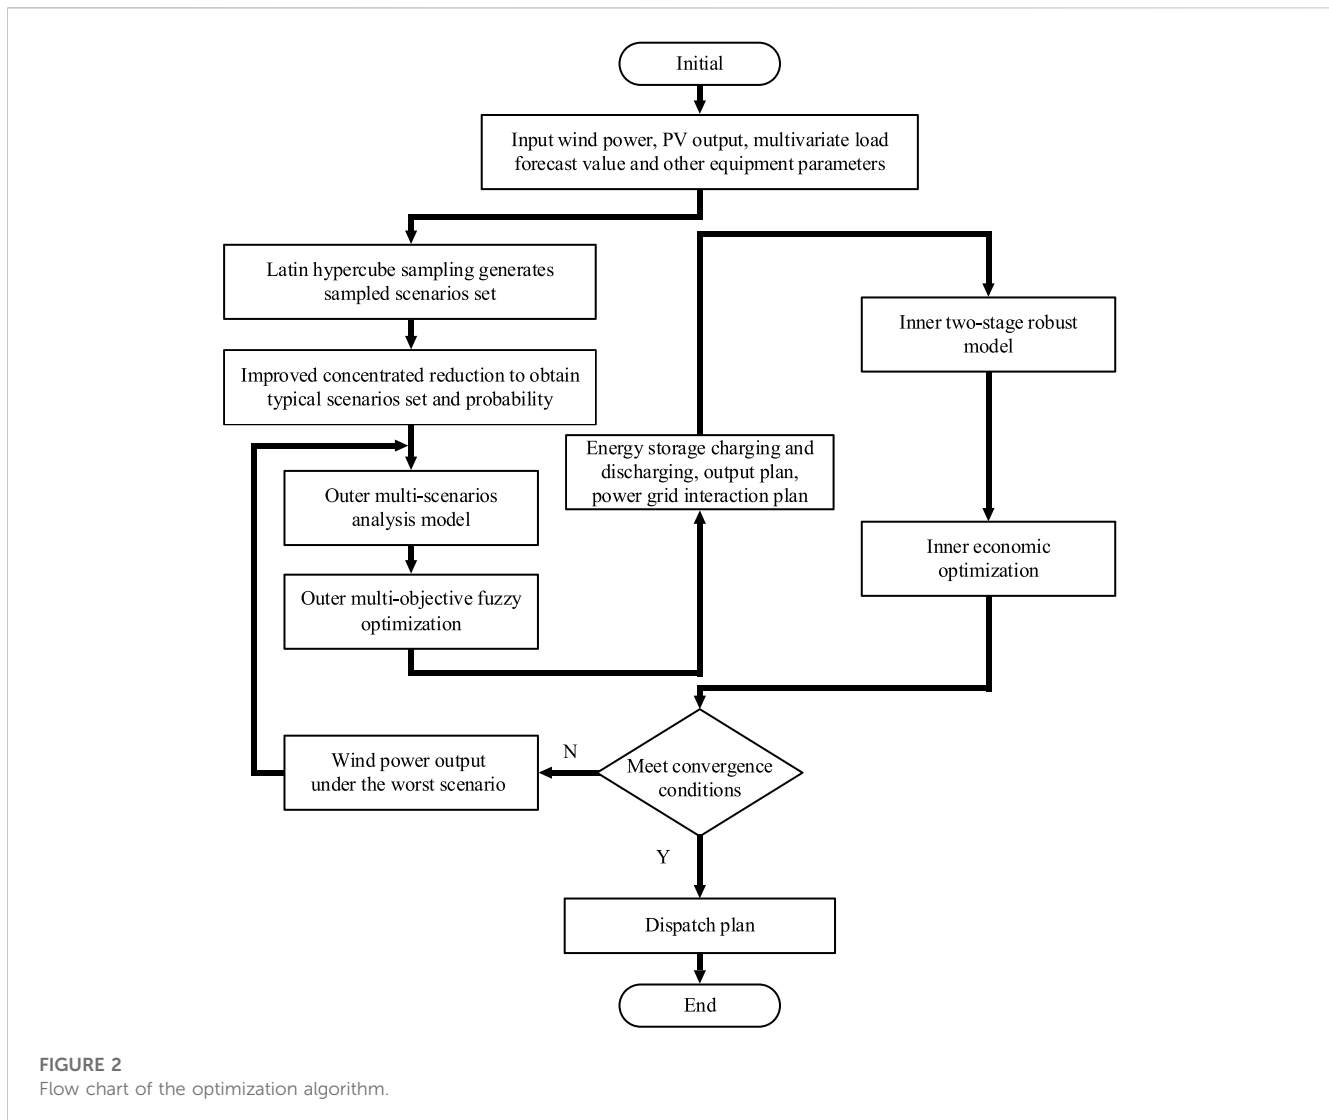 Initial
Input wind power, PV output, multivariate load
forecast value and other equipment parameters
Latin hypercube sampling generates
sampled scenarios set
Improved concentrated reduction to obtain
typical scenarios set and probability
Outer multi-scenarios
analysis model
Outer multi-objective fuzzy
optimization
Energy storage charging and
discharging, output plan,
power grid interaction plan
Inner two-stage robust
model
Inner economic
optimization
Meet convergence
conditions
N
Wind power output
under the worst scenario
Y
Dispatch plan
End
FIGURE 2
Flow chart of the optimization algorithm.